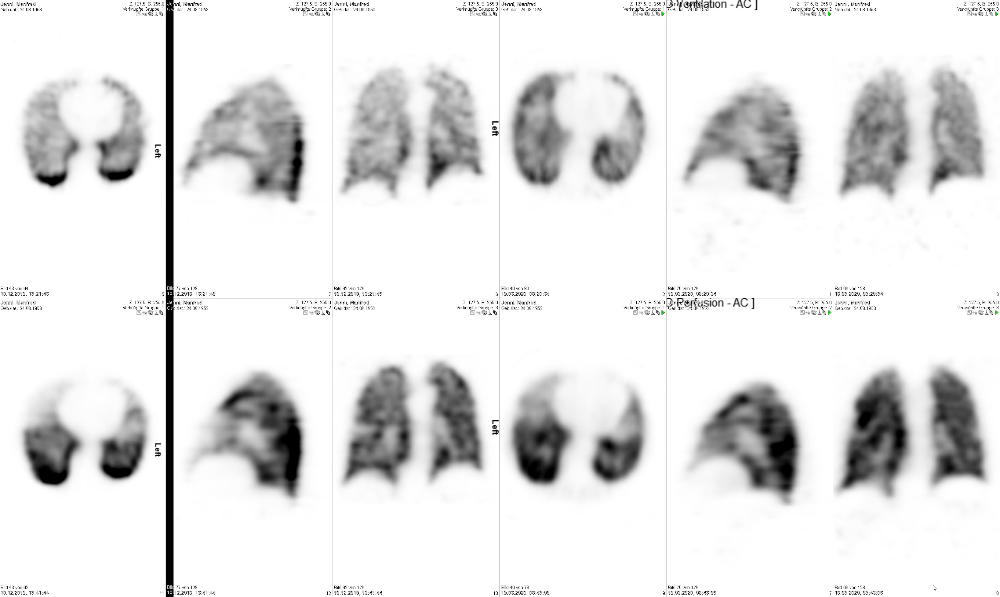 Jenni, Manfred
Geb.dat.: 24.08.1953
Z: 127.5, B: 255.0
Verknüpfte Gruppe: 1
Left
Bild 43 von 64
10.12.2019, 13:21:46
5
Jenni, Manfred
Geb.dat.: 24.08.1953
Z: 127.5, B: 255.0
Verknüpfte Gruppe: 2
Bild 77 von 128
10.12.2019, 13:21:46
7
Jenni, Manfred
Geb.dat.: 24.08.1953
Z: 127.5, B: 255.0
Verknüpfte Gruppe: 3
Bild 62 von 128
10.12.2019, 13:21:46
6
Jenni, Manfred
Geb.dat.: 24.08.1953
Z: 127.5, B: 255.0
Verknüpfte Gruppe: 1
Left
Bild 46 von 80
19.03.2020, 08:20:34
2
D Ventilation - AC ]
Jenni, Manfred
Geb.dat.: 24.08.1953
Z: 127.5, B: 255.0
Verknüpfte Gruppe: 2
Bild 76 von 128
19.03.2020, 08:20:34
1
Jenni, Manfred
Geb.dat.: 24.08.1953
Z: 127.5, B: 255.0
Verknüpfte Gruppe: 3
Bild 69 von 128
19.03.2020, 08:20:34
3
Jenni, Manfred
Geb.dat.: 24.08.1953
Z: 127.5, B: 255.0
Verknüpfte Gruppe: 1
Left
Bild 43 von 63
10.12.2019, 13:41:44
11
Jenni, Manfred
Geb.dat.: 24.08.1953
Z: 127.5, B: 255.0
Verknüpfte Gruppe: 2
Bild 77 von 128
10.12.2019, 13:41:44
12
Jenni, Manfred
Geb.dat.: 24.08.1953
Z: 127.5, B: 255.0
Verknüpfte Gruppe: 3
Bild 62 von 128
10.12.2019, 13:41:44
10
Jenni, Manfred
Geb.dat.: 24.08.1953
Z: 127.5, B: 255.0
Verknüpfte Gruppe: 1
Left
Bild 46 von 79
19.03.2020, 08:43:06
9
D Perfusion - AC ]
Jenni, Manfred
Geb.dat.: 24.08.1953
Z: 127.5, B: 255.0
Verknüpfte Gruppe: 2
Bild 76 von 128
19.03.2020, 08:43:06
7
Jenni, Manfred
Geb.dat.: 24.08.1953
Z: 127.5, B: 255.0
Verknüpfte Gruppe: 3
Bild 69 von 128
19.03.2020, 08:43:06
8